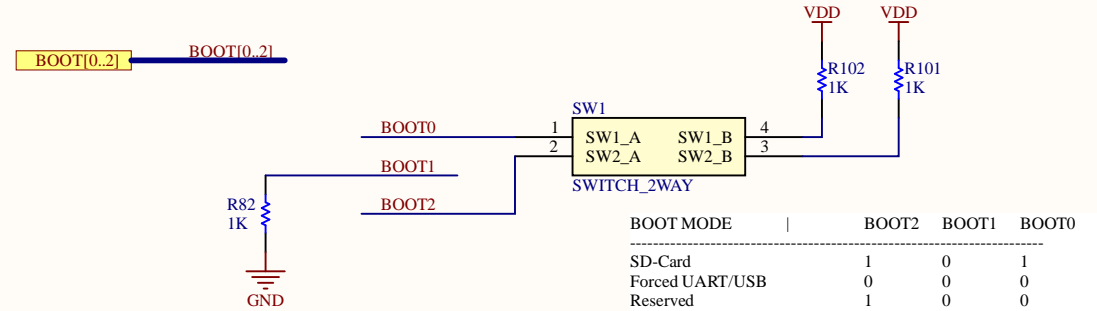 VDD VDD
BOOT[0..2] BOOT[0..2]
R102 R101
1K 1K
SW1
BOOT0 1 SW1_A SW1_B 4
2 SW2_A SW2_B 3
BOOT1
SWITCH_2WAY
R82 BOOT2
1K
BOOT MODE | BOOT2 BOOT1 BOOT0
--------------------------------------------------------------------------
SD-Card 1 0 1
Forced UART/USB 0 0 0
Reserved 1 0 0
GND